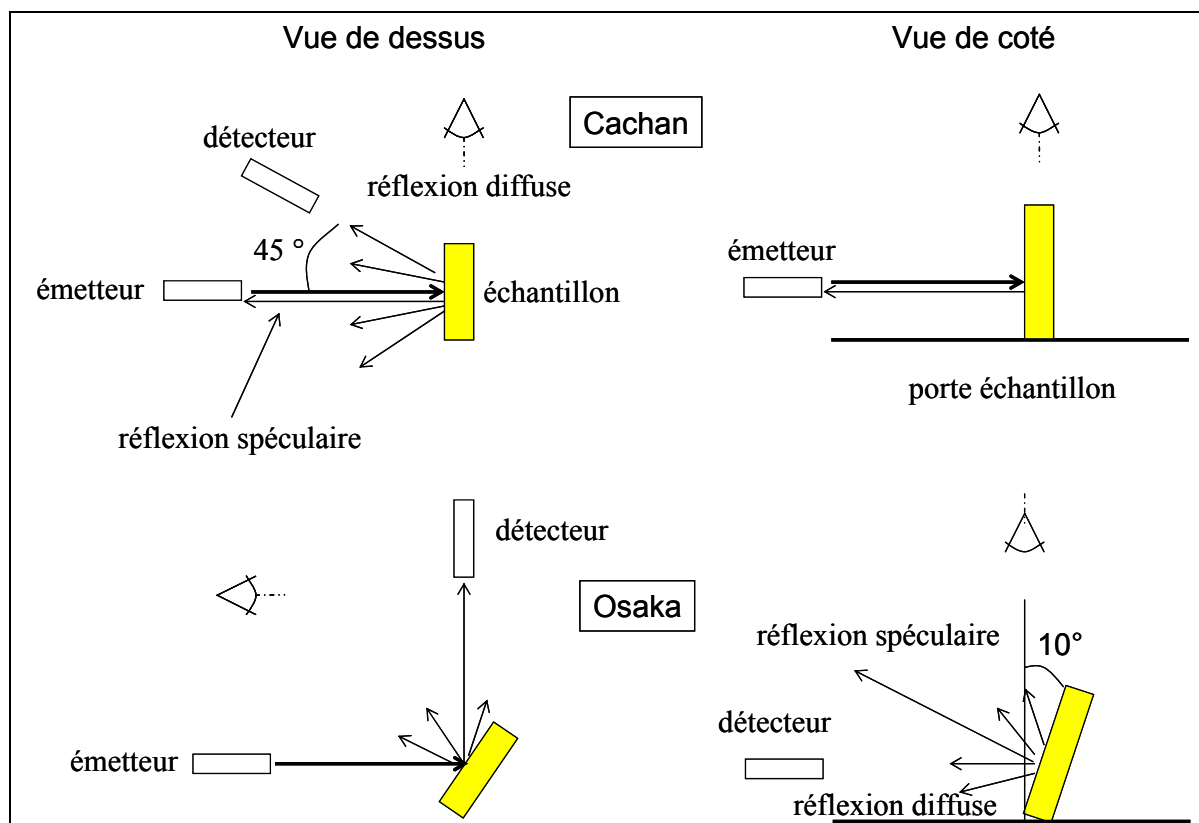 Vue de dessus
Vue de coté
Cachan
détecteur
réflexion diffuse
45 °
émetteur
échantillon
émetteur
réflexion spéculaire
porte échantillon
détecteur
Osaka
réflexion spéculaire
10°
émetteur
détecteur
réflexion diffuse